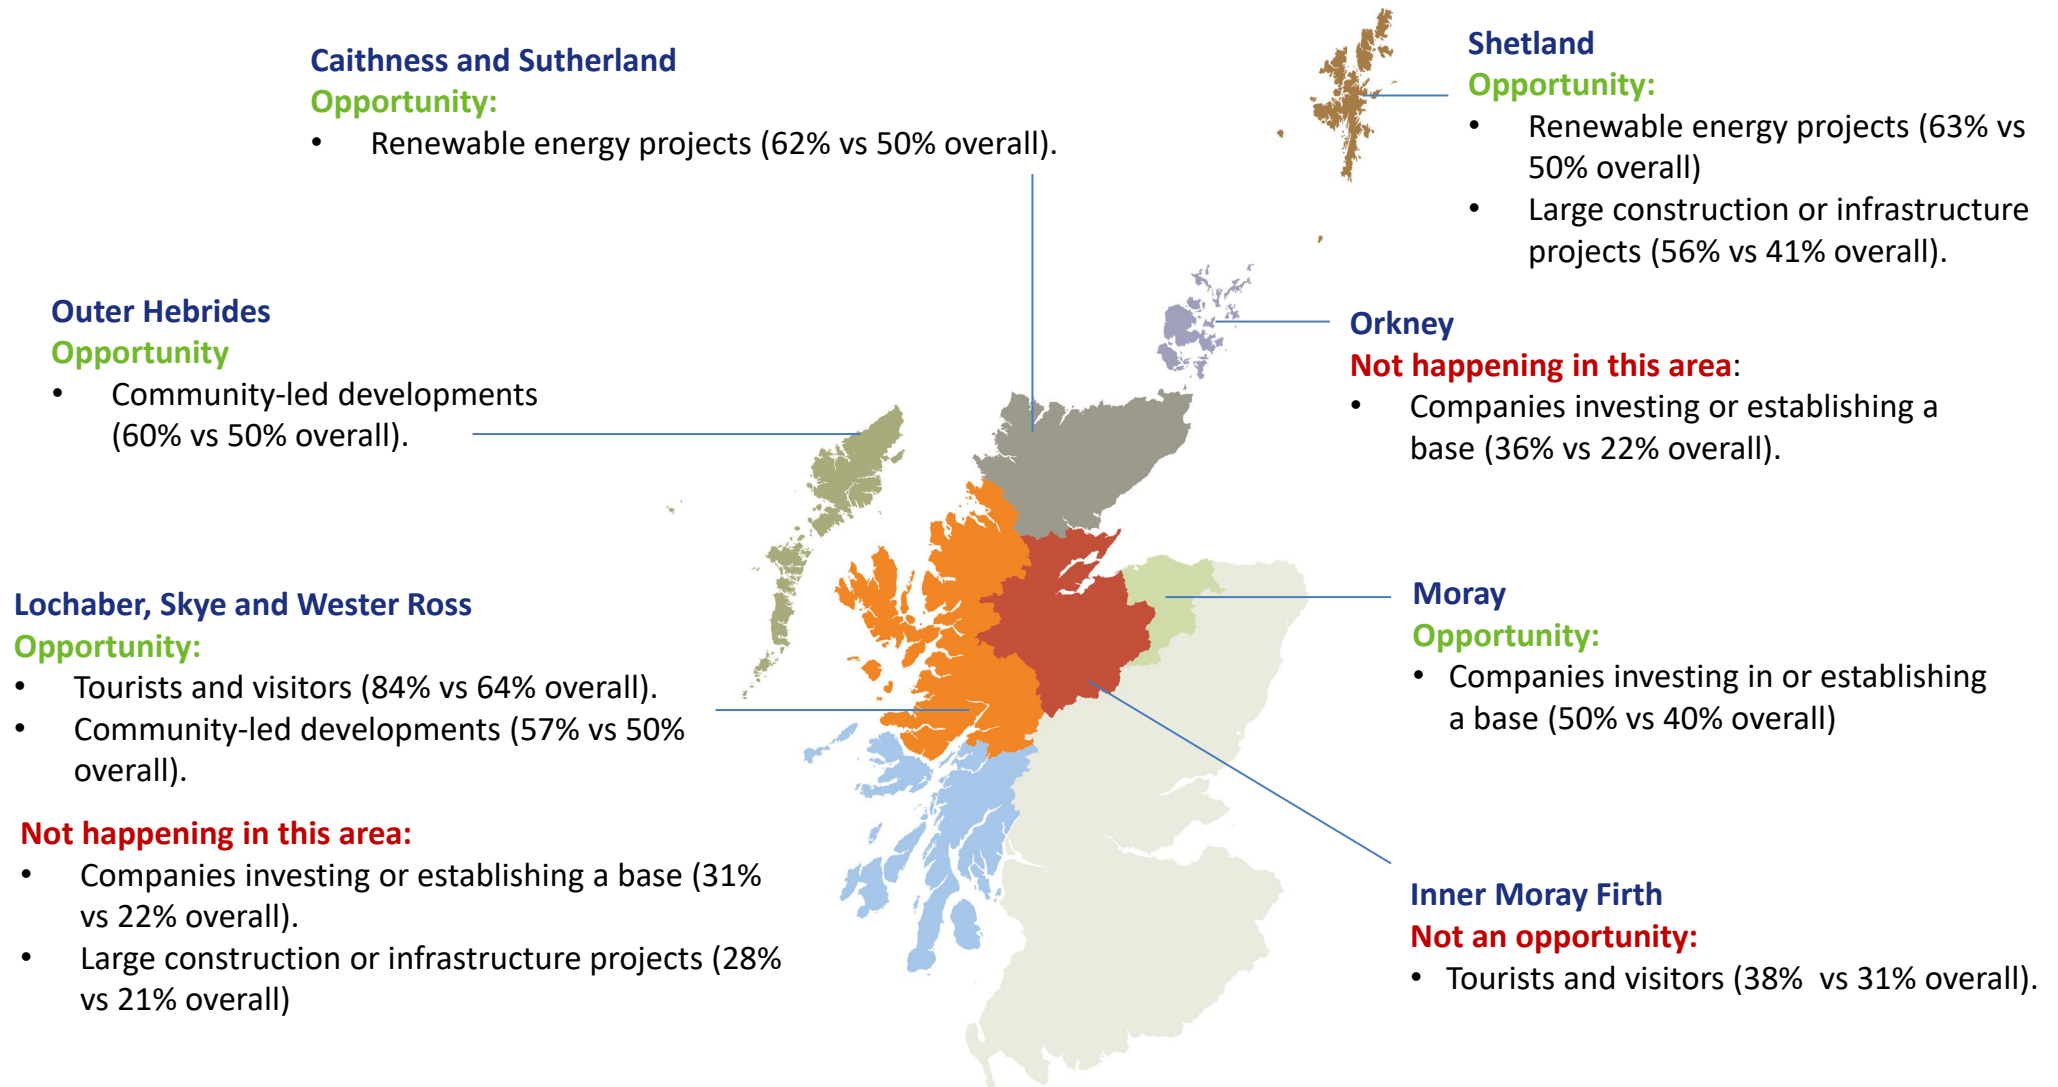 Caithness and Sutherland
Opportunity:
• Renewable energy projects (62% vs 50% overall).
Shetland
Opportunity:
• Renewable energy projects (63% vs
50% overall)
• Large construction or infrastructure
projects (56% vs 41% overall).
Outer Hebrides
Opportunity
• Community-led developments
(60% vs 50% overall).
Orkney
Not happening in this area:
• Companies investing or establishing a
base (36% vs 22% overall).
Lochaber, Skye and Wester Ross
Opportunity:
• Tourists and visitors (84% vs 64% overall).
• Community-led developments (57% vs 50%
overall).
Not happening in this area:
• Companies investing or establishing a base (31%
vs 22% overall).
• Large construction or infrastructure projects (28%
vs 21% overall)
Moray
Opportunity:
• Companies investing in or establishing
a base (50% vs 40% overall)
Inner Moray Firth
Not an opportunity:
• Tourists and visitors (38%  vs 31% overall).